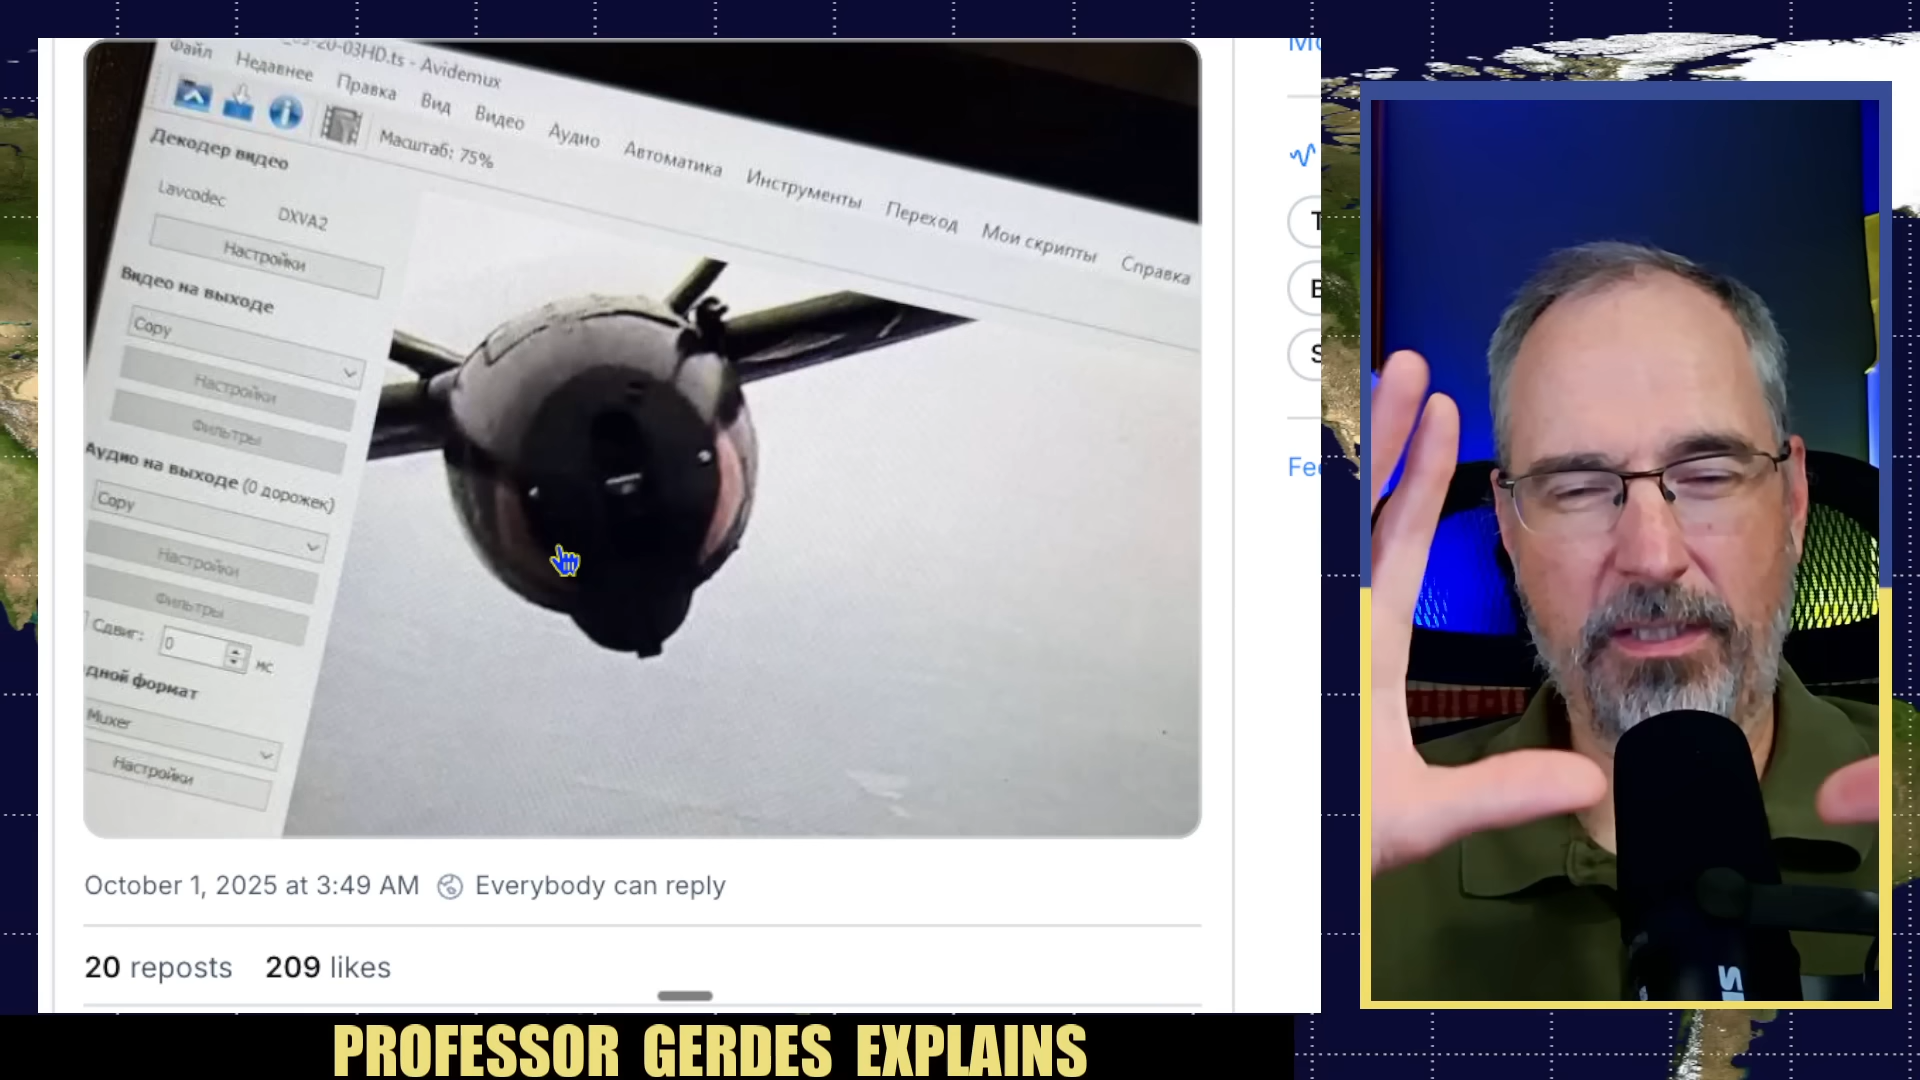 _03-20-03HD.ts - Avidemux
Файл Недавнее Правка Вид Видео Аудио Автоматика Инструменты Переход Мои скрипты Справка
Масштаб: 75%
Декодер видео
Lavcodec DXVA2
Настройки
Видео на выходе
Copy
Настройки
Фильтры
Аудио на выходе (0 дорожек)
Copy
Настройки
Фильтры
Сдвиг: 0 мс
дной формат
Muxer
Настройки
October 1, 2025 at 3:49 AM Everybody can reply
20 reposts 209 likes
Fe
PROFESSOR GERDES EXPLAINS